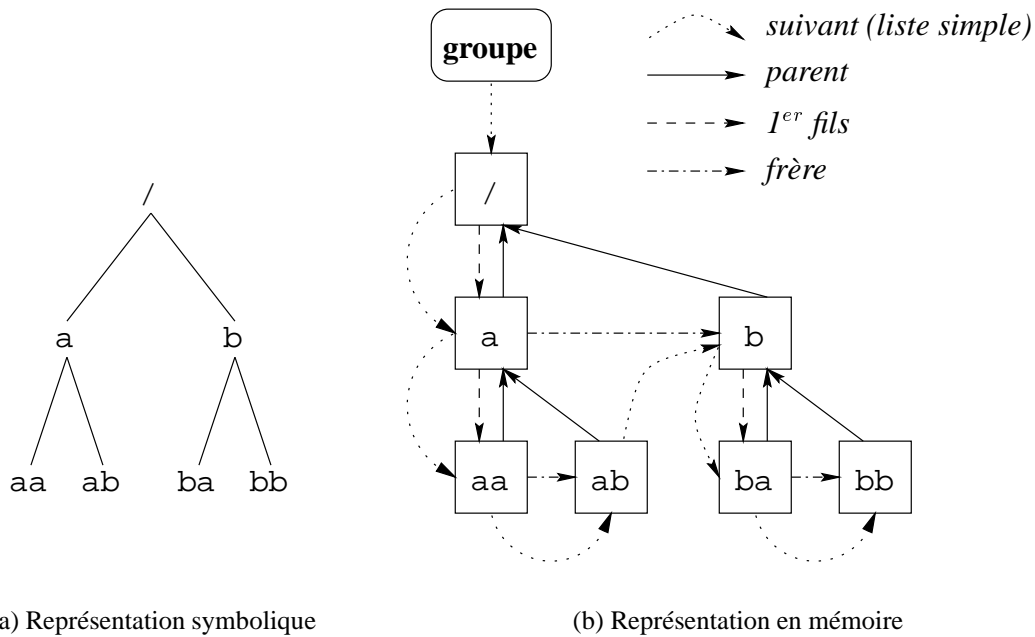 groupe
suivant (liste simple)
parent
1er fils
frère
/
a b
aa ab ba bb
/
a b
aa ab ba bb
a) Représentation symbolique
(b) Représentation en mémoire